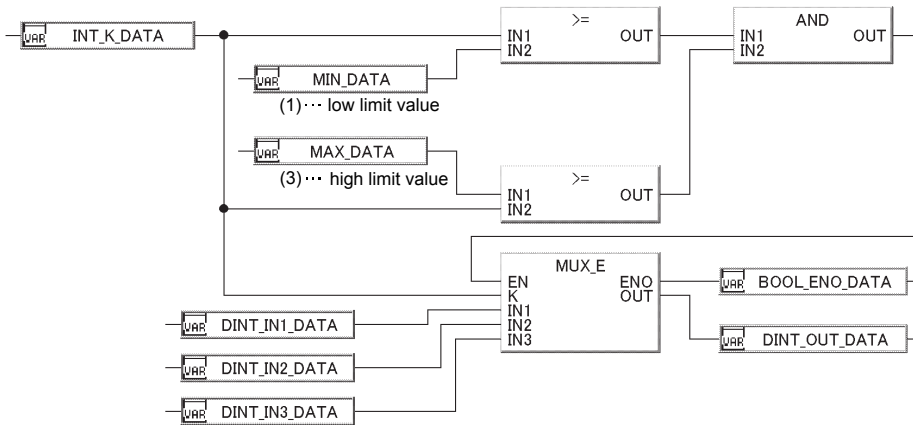 >=
AND
VAR INT_K_DATA
IN1 OUT
IN2
IN1 OUT
IN2
VAR MIN_DATA
(1)··· low limit value
VAR MAX_DATA
(3)··· high limit value
>=
IN1 OUT
IN2
MUX_E
EN ENO
K OUT
IN1
IN2
IN3
VAR BOOL_ENO_DATA
VAR DINT_IN1_DATA
VAR DINT_OUT_DATA
VAR DINT_IN2_DATA
VAR DINT_IN3_DATA